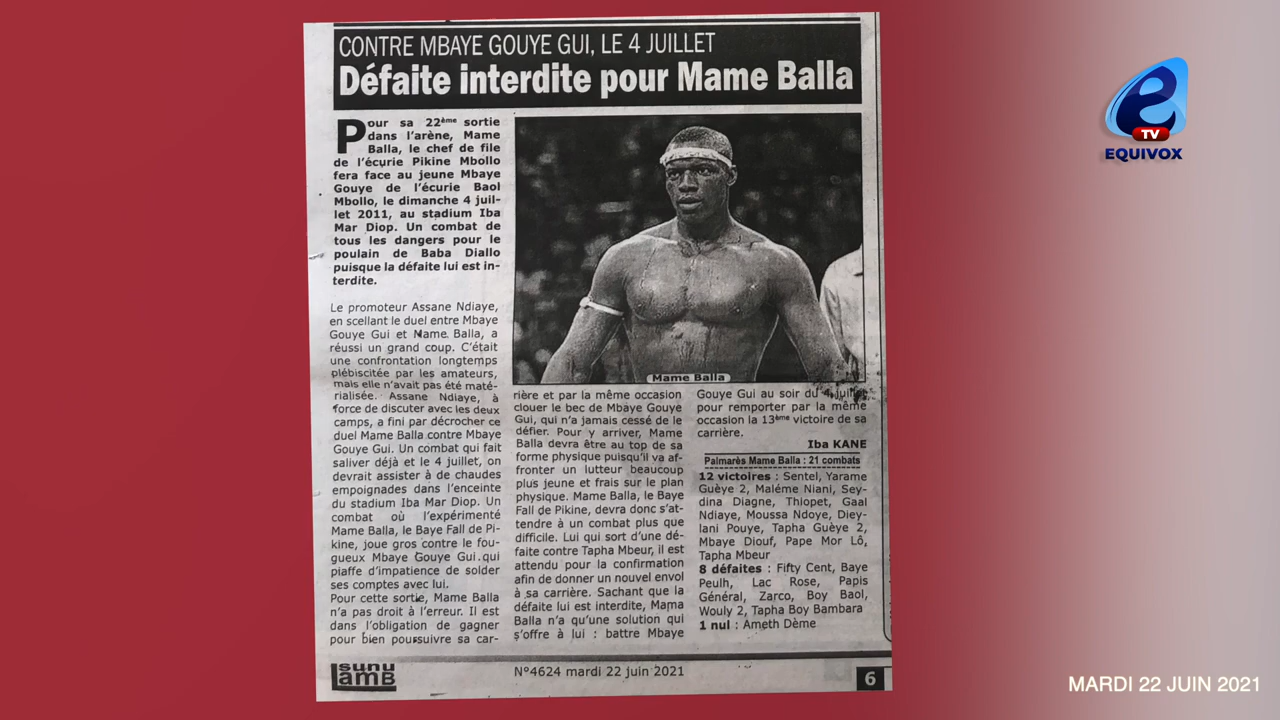 CONTRE MBAYE GOUYE GUI, LE 4 JUILLET
Défaite interdite pour Mame Balla
Pour sa 22ème sortie
dans l'arène, Mame
Balla, le chef de file
de l'écurie Pikine Mbollo
fera face au jeune Mbaye
Gouye de l'écurie Baol
Mbollo, le dimanche 4 juil-
let 2011, au stadium Iba
Mar Diop. Un combat de
tous les dangers pour le
poulain de Baba Diallo
puisque la défaite lui est in-
terdite.
Le promoteur Assane Ndiaye,
en scellant le duel entre Mbaye
Gouye Gui et Mame Balla, a
réussi un grand coup. C'était
une confrontation longtemps
plébiscitée par les amateurs,
mais elle n'avait pas été maté-
rialisée. Assane Ndiaye, à
force de discuter avec les deux
camps, a fini par décrocher ce
duel Mame Balla contre Mbaye
Gouye Gui. Un combat qui fait
saliver déjà et le 4 juillet, on
devrait assister à de chaudes
empoignades dans l'enceinte
du stadium Iba Mar Diop. Un
combat où l'expérimenté
Mame Balla, le Baye Fall de Pi-
kine, joue gros contre le fou-
gueux Mbaye Gouye Gui qui
piaffe d'impatience de solder
ses comptes avec lui.
Pour cette sortie, Mame Balla
n'a pas droit à l'erreur. Il est
dans l'obligation de gagner
pour bien poursuivre sa car-
Mame Balla
rière et par la même occasion
clouer le bec de Mbaye Gouye
Gui, qui n'a jamais cessé de le
défier. Pour y arriver, Mame
Balla devra être au top de sa
forme physique puisqu'il va af-
fronter un lutteur beaucoup
plus jeune et frais sur le plan
physique. Mame Balla, le Baye
Fall de Pikine, devra donc s'at-
tendre à un combat plus que
difficile. Lui qui sort d'une dé-
faite contre Tapha Mbeur, il est
attendu pour la confirmation
afin de donner un nouvel envol
à sa carrière. Sachant que la
défaite lui est interdite, Mama
Balla n'a qu'une solution qui
s'offre à lui : battre Mbaye
Gouye Gui au soir du 4 juillet
pour remporter par la même
occasion la 13ème victoire de sa
carrière.
Iba KANE
Palmarès Mame Balla : 21 combats
12 victoires : Sentel, Yarame
Guèye 2, Maléme Niani, Sey-
dina Diagne, Thiopet, Gaal
Ndiaye, Moussa Ndoye, Diey-
lani Pouye, Tapha Guèye 2,
Mbaye Diouf, Pape Mor Lô,
Tapha Mbeur
8 défaites : Fifty Cent, Baye
Peulh, Lac Rose, Papis
Général, Zarco, Boy Baol,
Wouly 2, Tapha Boy Bambara
1 nul : Ameth Dème
sunu
Lamb
N°4624 mardi 22 juin 2021
6
e
TV
EQUIVOX
MARDI 22 JUIN 2021